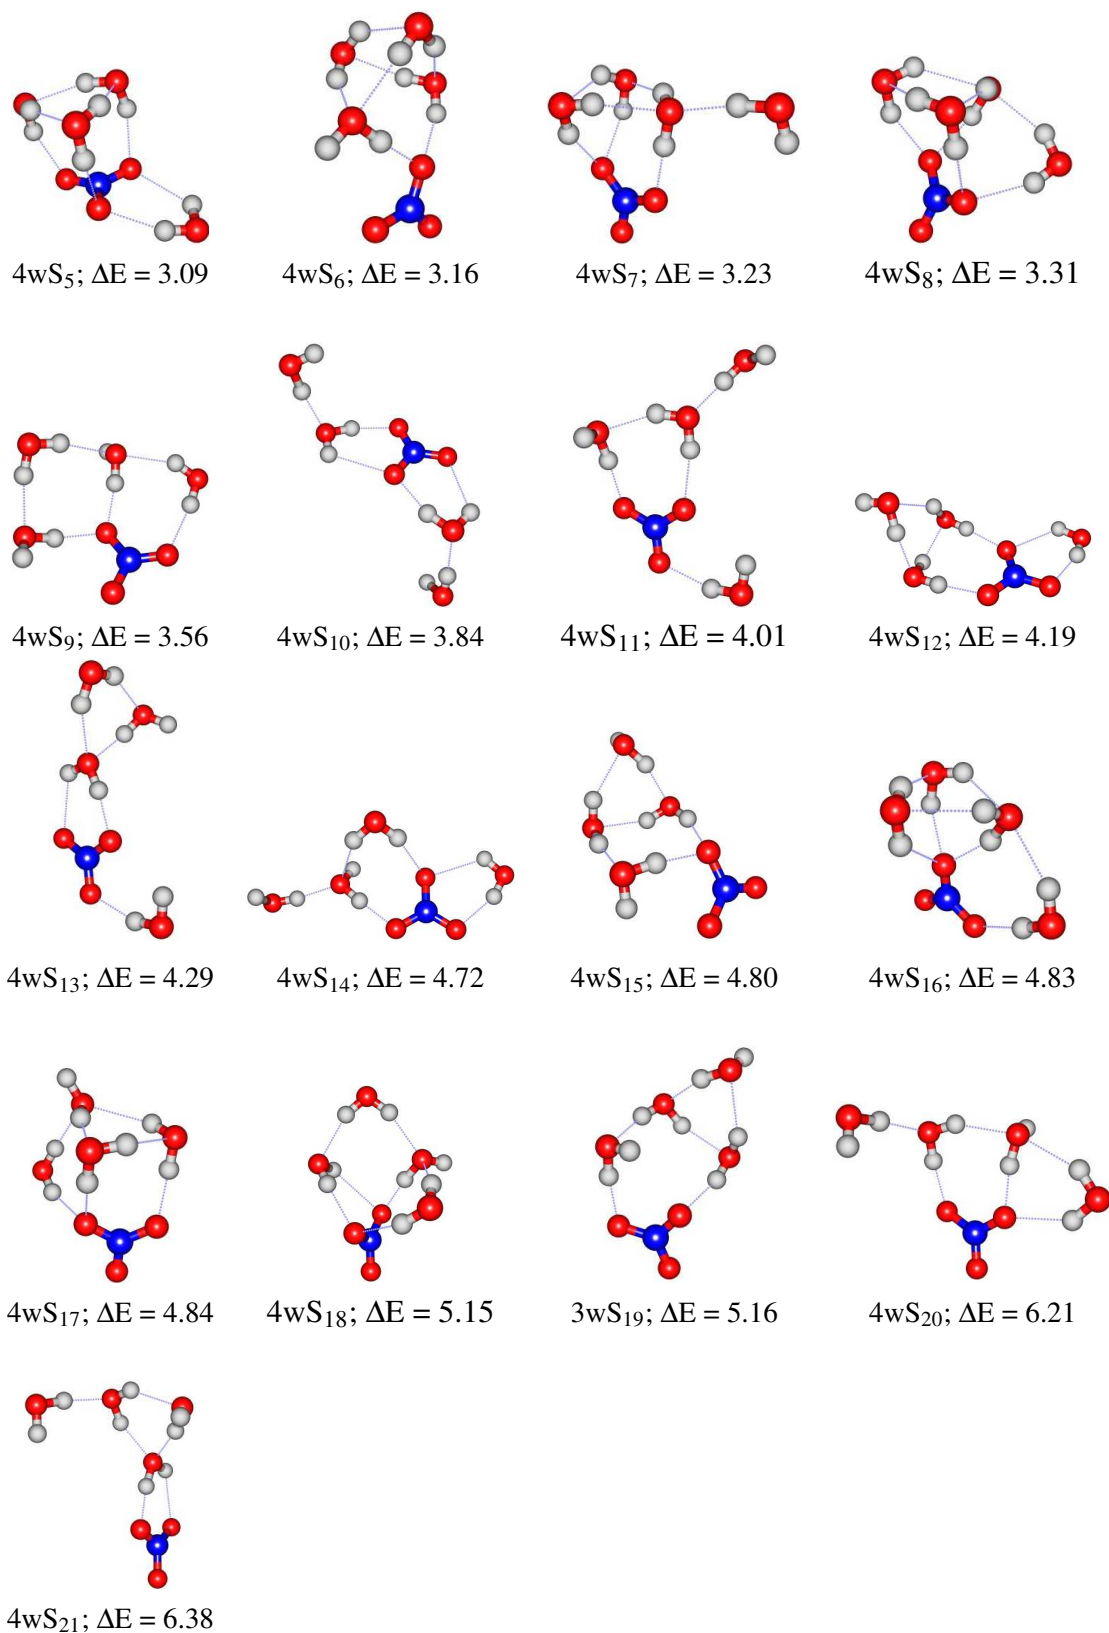 4wS₅; ΔE = 3.09
4wS₆; ΔE = 3.16
4wS₇; ΔE = 3.23
4wS₈; ΔE = 3.31
4wS₉; ΔE = 3.56
4wS₁₀; ΔE = 3.84
4wS₁₁; ΔE = 4.01
4wS₁₂; ΔE = 4.19
4wS₁₃; ΔE = 4.29
4wS₁₄; ΔE = 4.72
4wS₁₅; ΔE = 4.80
4wS₁₆; ΔE = 4.83
4wS₁₇; ΔE = 4.84
4wS₁₈; ΔE = 5.15
3wS₁₉; ΔE = 5.16
4wS₂₀; ΔE = 6.21
4wS₂₁; ΔE = 6.38